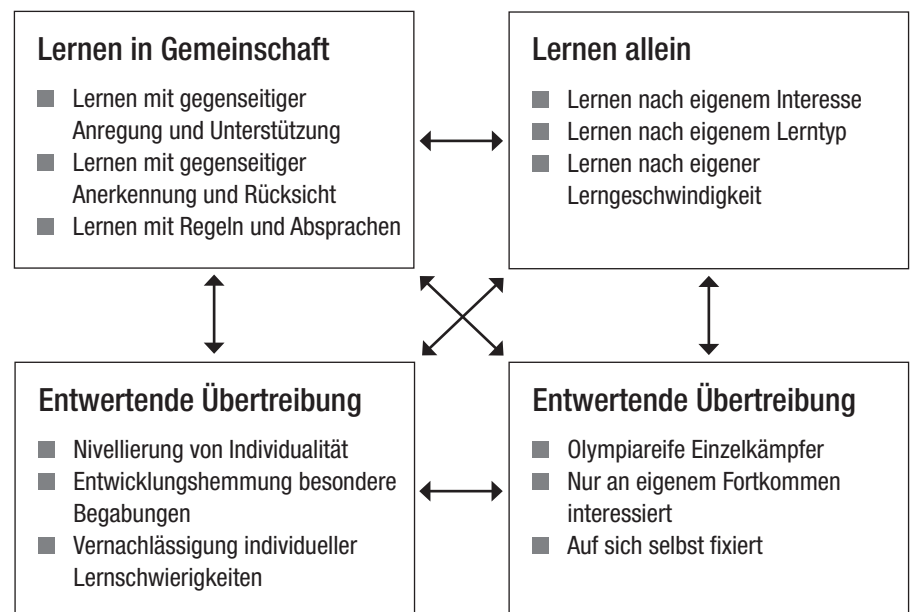 Lernen in Gemeinschaft
Lernen mit gegenseitiger
Anregung und Unterstützung
Lernen mit gegenseitiger
Anerkennung und Rücksicht
Lernen mit Regeln und Absprachen
Lernen allein
Lernen nach eigenem Interesse
Lernen nach eigenem Lerntyp
Lernen nach eigener
Lerngeschwindigkeit
Entwertende Übertreibung
Nivellierung von Individualität
Entwicklungshemmung besondere
Begabungen
Vernachlässigung individueller
Lernschwierigkeiten
Entwertende Übertreibung
Olympiareife Einzelkämpfer
Nur an eigenem Fortkommen
interessiert
Auf sich selbst fixiert